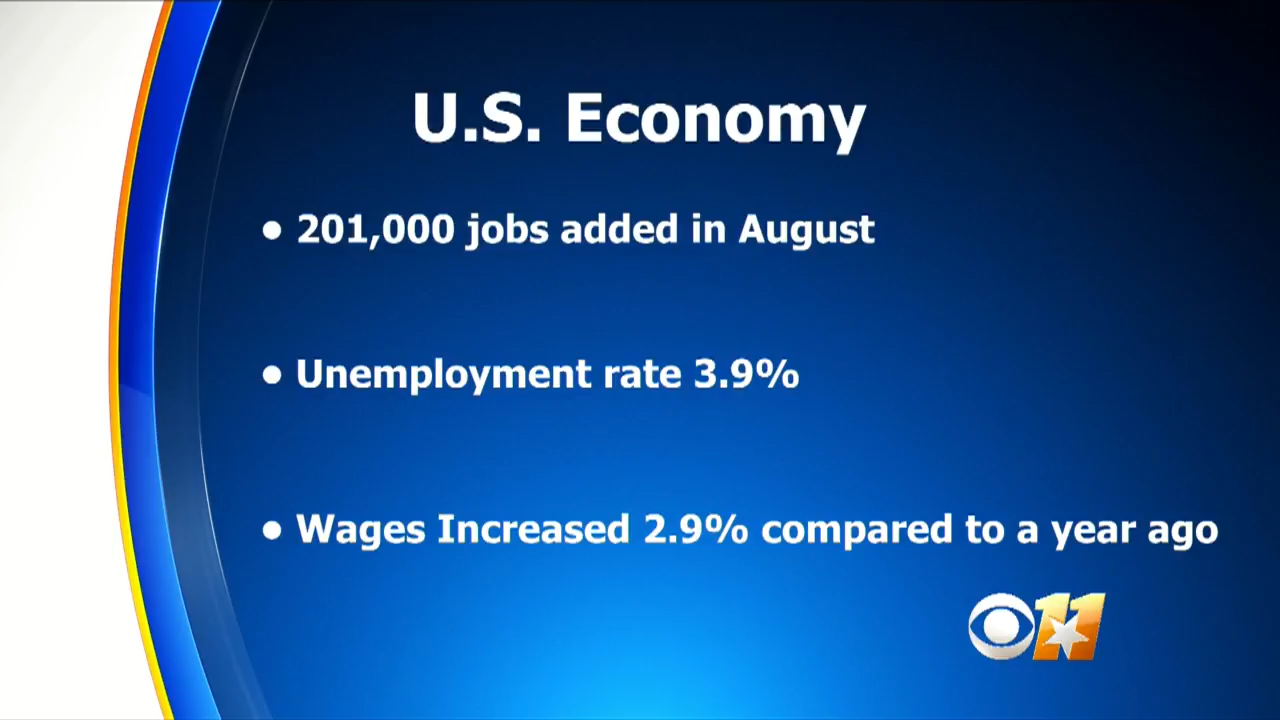 U.S. Economy
• 201,000 jobs added in August
• Unemployment rate 3.9%
• Wages Increased 2.9% compared to a year ago
11